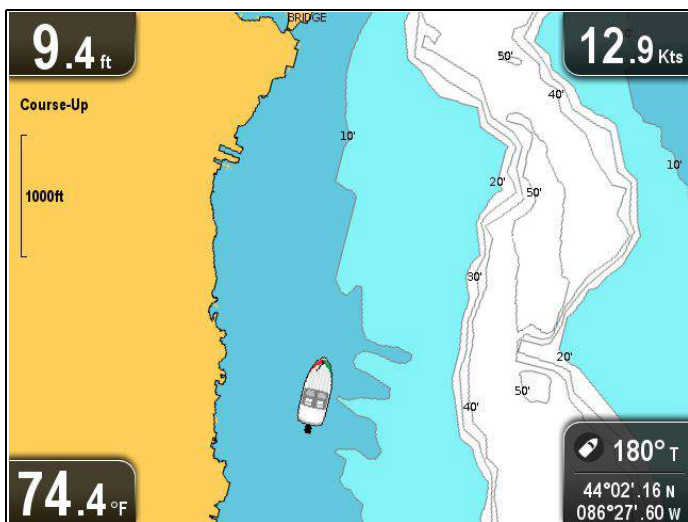 BRIDGE
9.4 ft
12.9 Kts
50'
40'
Course-Up
10'
10'
1000ft
20'
50'
30'
20'
50'
40'
180° T
44°02'.16 N
086°27'.60 W
74.4 °F